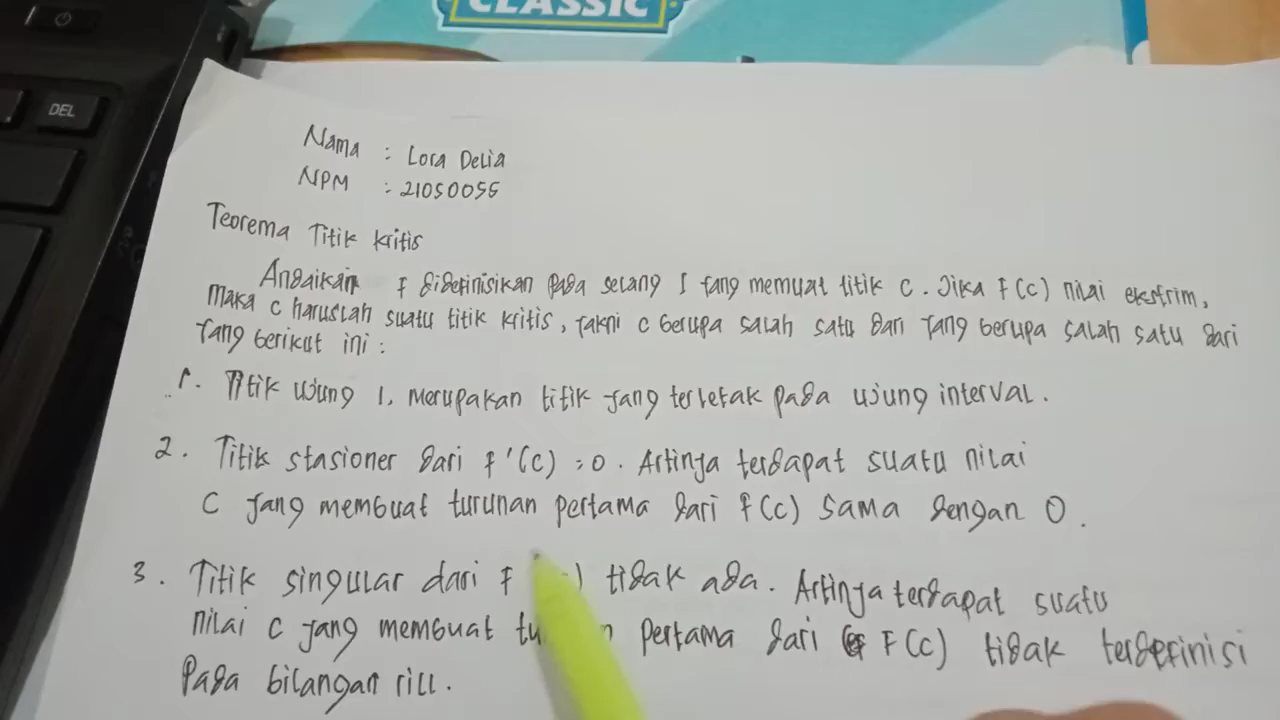 CLASSIC
DEL
Nama : Lora Delia
NPM : 21050055
Teorema Titik kritis
Andaikan f didefinisikan pada selang I yang memuat titik c. Jika f(c) nilai ekstrim,
maka c haruslah suatu titik kritis, yakni c berupa salah satu dari yang berupa salah satu dari
yang berikut ini :
1. Titik ujung I, merupakan titik yang terletak pada ujung interval.
2. Titik stasioner dari f'(c) = 0. Artinya terdapat suatu nilai
c yang membuat turunan pertama dari f(c) sama dengan 0.
3. Titik singular dari f ) tidak ada. Artinya terdapat suatu
nilai c yang membuat pertama dari f(c) tidak terdefinisi
pada bilangan rill.